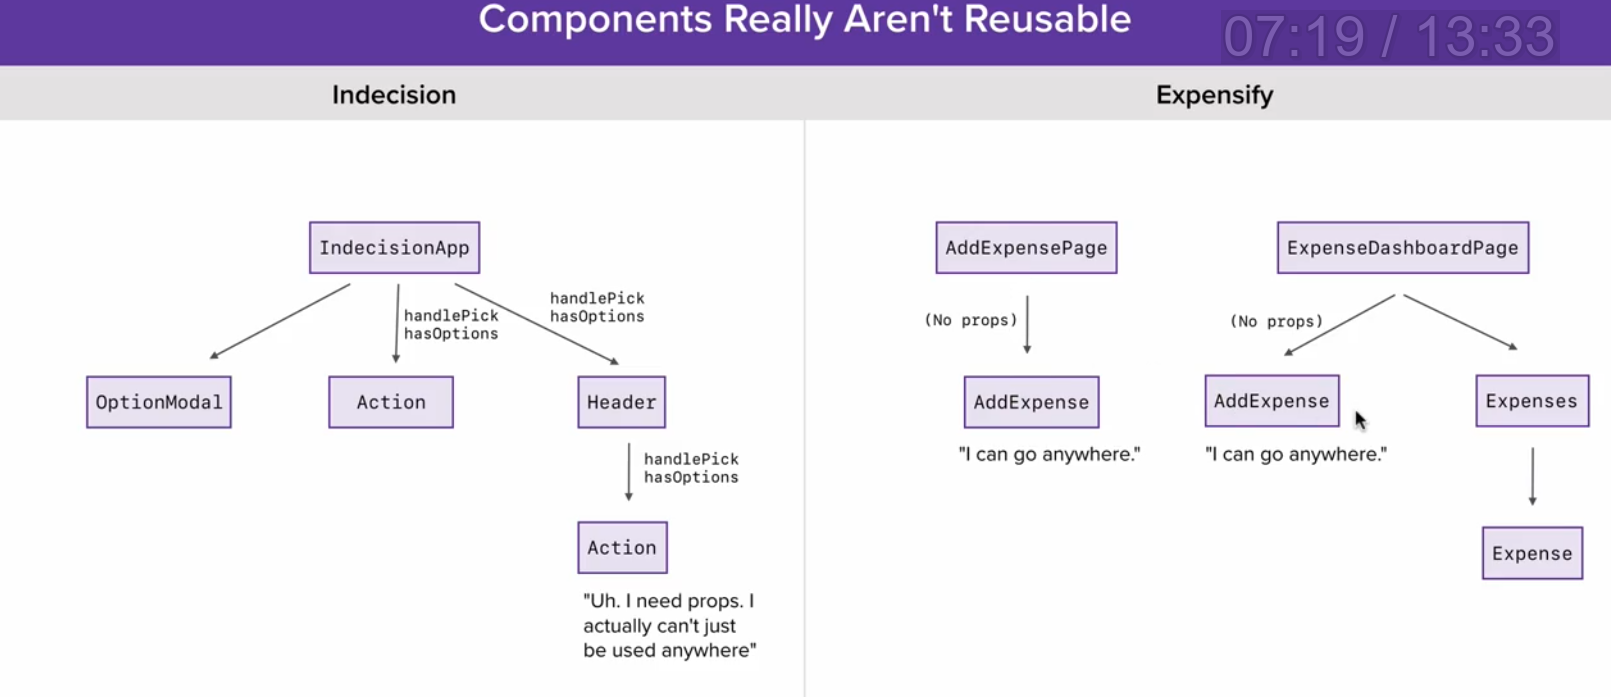 Components Really Aren't Reusable
07:19 / 13:33
Indecision
Expensify
IndecisionApp
handlePick
hasOptions
handlePick
hasOptions
OptionModal
Action
Header
handlePick
hasOptions
Action
"Uh. I need props. I
actually can't just
be used anywhere"
AddExpensePage
ExpenseDashboardPage
(No props)
(No props)
AddExpense
AddExpense
Expenses
"I can go anywhere."
"I can go anywhere."
Expense